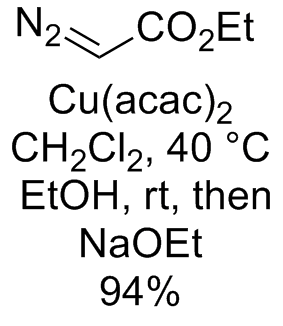 N2 CO2Et
Cu(acac)2
CH2Cl2, 40 °C
EtOH, rt, then
NaOEt
94%